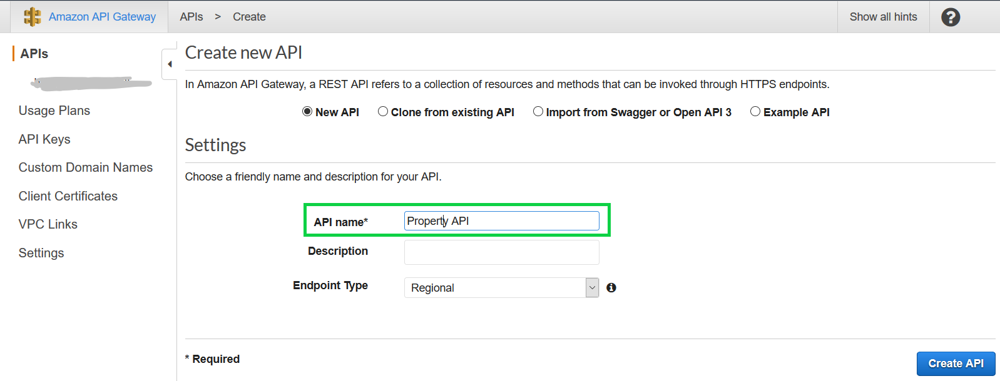 Amazon API Gateway APIs > Create Show all hints ?
APIs
Create new API
In Amazon API Gateway, a REST API refers to a collection of resources and methods that can be invoked through HTTPS endpoints.
New API Clone from existing API Import from Swagger or Open API 3 Example API
Usage Plans
API Keys
Custom Domain Names
Client Certificates
VPC Links
Settings
Settings
Choose a friendly name and description for your API.
API name* Property API
Description
Endpoint Type Regional
* Required
Create API